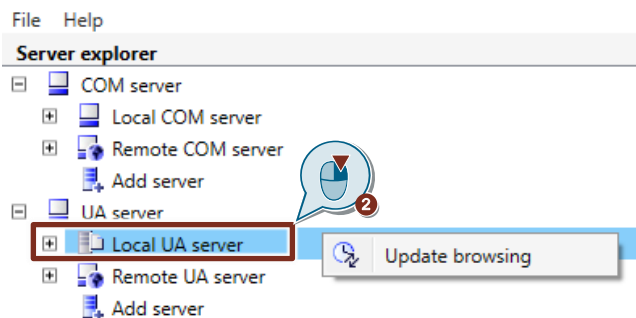 File Help
Server explorer
COM server
Local COM server
Remote COM server
Add server
2
UA server
Local UA server
Update browsing
Remote UA server
Add server